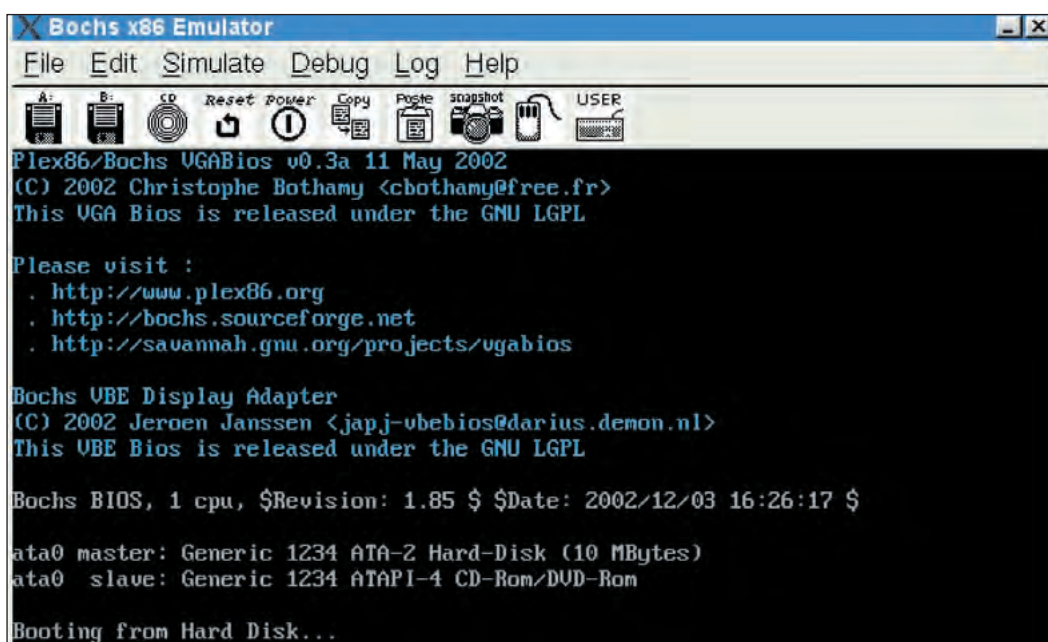 Bochs x86 Emulator
File Edit Simulate Debug Log Help
A: B: CD Reset Power Copy Paste snapshot USER
Plex86/Bochs VGABios v0.3a 11 May 2002
(C) 2002 Christophe Bothamy <cbothamy@free.fr>
This VGA Bios is released under the GNU LGPL
Please visit :
. http://www.plex86.org
. http://bochs.sourceforge.net
. http://savannah.gnu.org/projects/vgabios
Bochs VBE Display Adapter
(C) 2002 Jeroen Janssen <japj-vbebios@darius.demon.nl>
This VBE Bios is released under the GNU LGPL
Bochs BIOS, 1 cpu, $Revision: 1.85 $ $Date: 2002/12/03 16:26:17 $
ata0 master: Generic 1234 ATA-2 Hard-Disk (10 MBytes)
ata0 slave: Generic 1234 ATAPI-4 CD-Rom/DVD-Rom
Booting from Hard Disk...